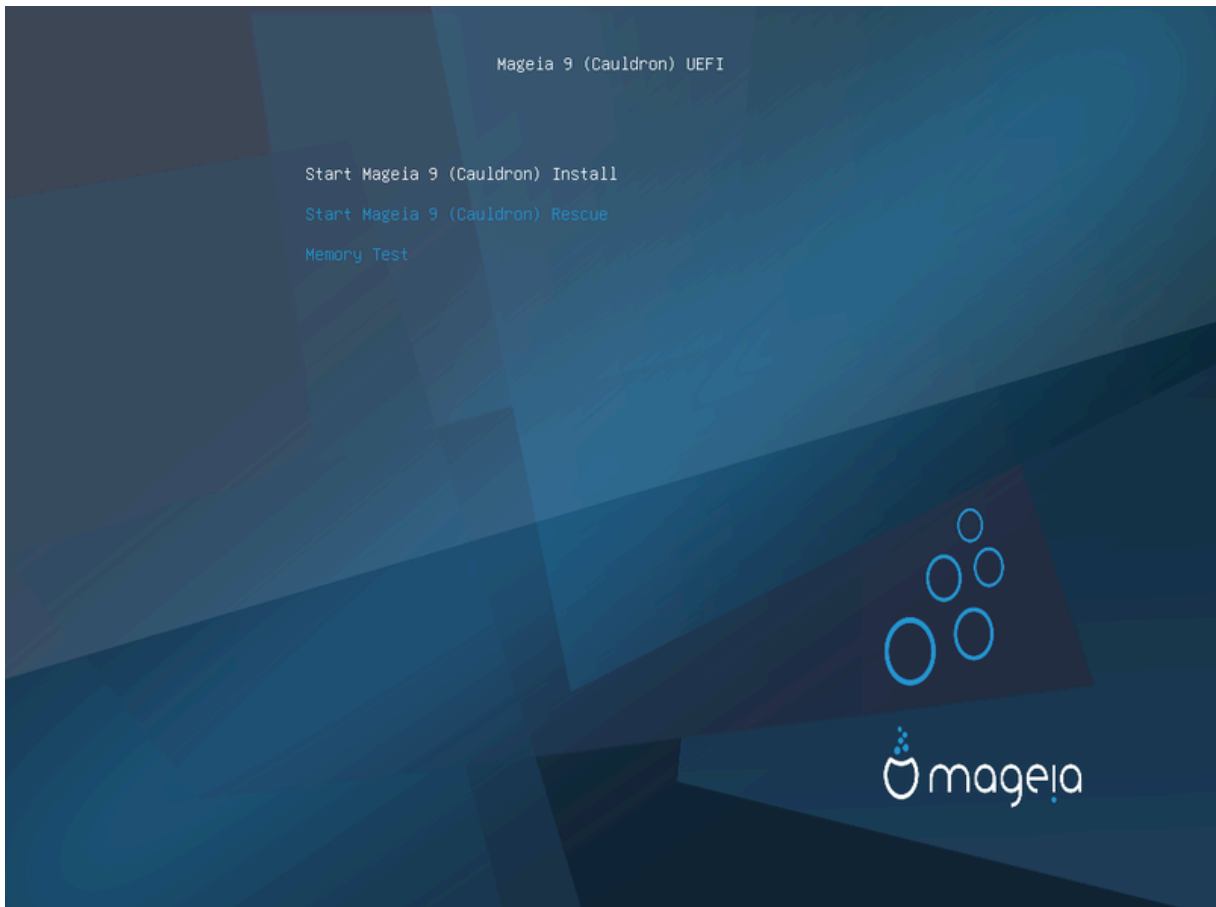 Mageia 9 (Cauldron) UEFI
Start Mageia 9 (Cauldron) Install
Start Mageia 9 (Cauldron) Rescue
Memory Test
mageia